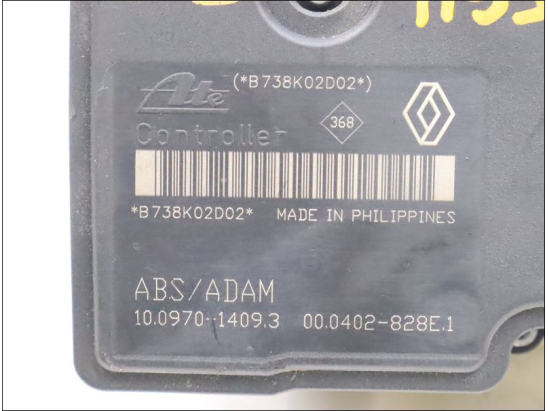 (*B738K02D02*)
Ate
368
Controller
*B738K02D02* MADE IN PHILIPPINES
ABS/ADAM
10.0970-1409.3 00.0402-828E.1